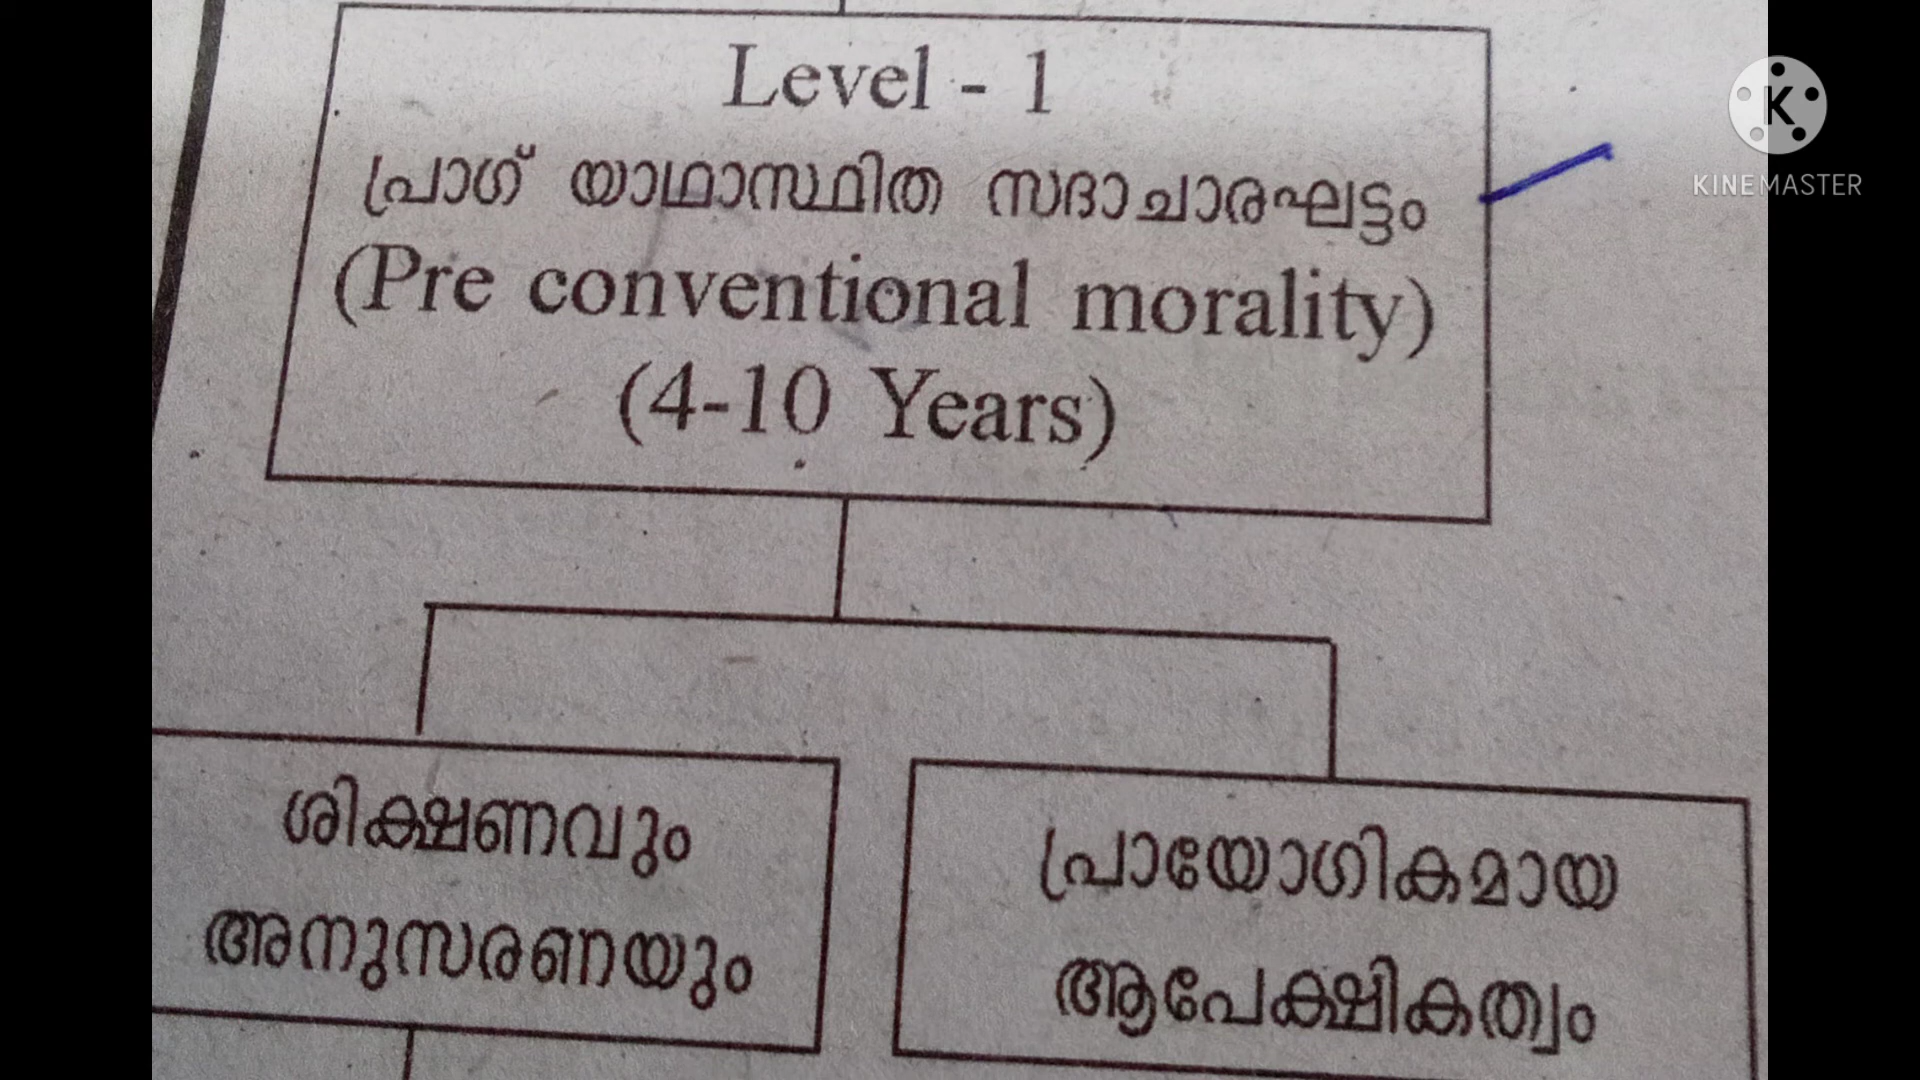 Level - 1
പ്രാഗ് യാഥാസ്ഥിത സദാചാരഘട്ടം
(Pre conventional morality)
(4-10 Years)
ശിക്ഷണവും
അനുസരണയും
പ്രായോഗികമായ
ആപേക്ഷികത്വം
K
KINEMASTER